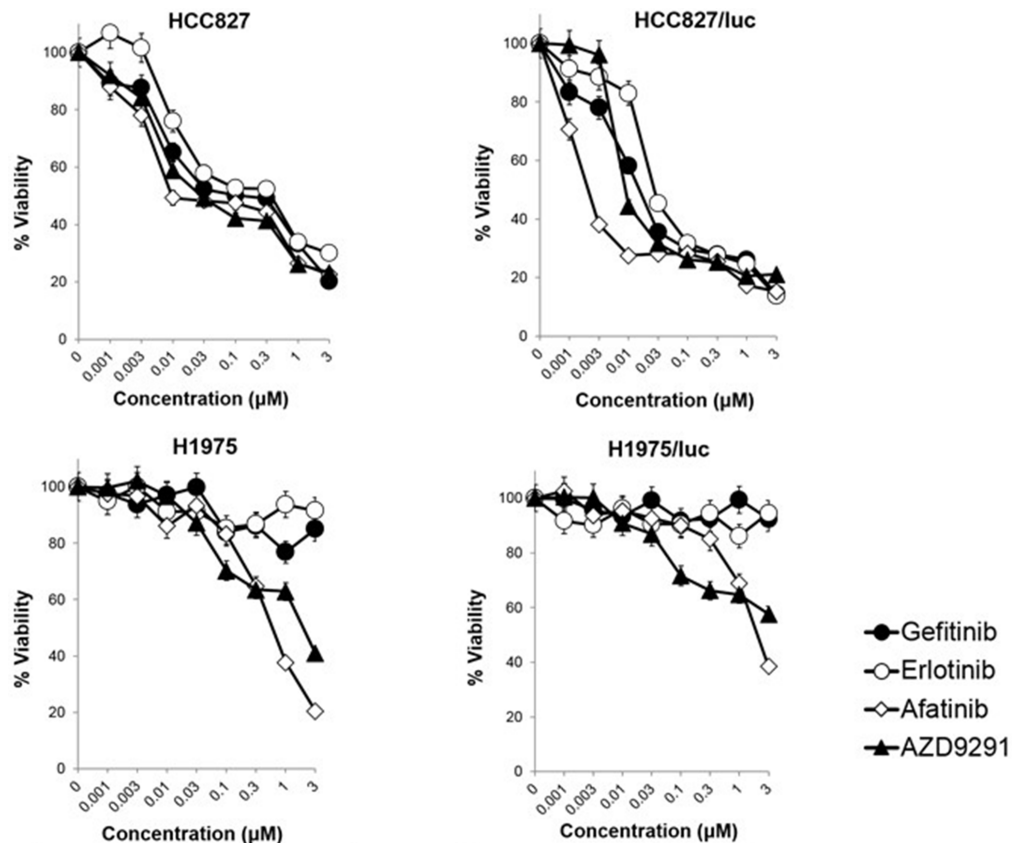 HCC827
100
80
60
40
20
0
% Viability
0 0.001 0.003 0.01 0.03 0.1 0.3 1 3
Concentration (µM)
HCC827/luc
100
80
60
40
20
0
% Viability
0 0.001 0.003 0.01 0.03 0.1 0.3 1 3
Concentration (µM)
H1975
100
80
60
40
20
0
% Viability
0 0.001 0.003 0.01 0.03 0.1 0.3 1 3
Concentration (µM)
H1975/luc
100
80
60
40
20
0
% Viability
0 0.001 0.003 0.01 0.03 0.1 0.3 1 3
Concentration (µM)
Gefitinib
Erlotinib
Afatinib
AZD9291